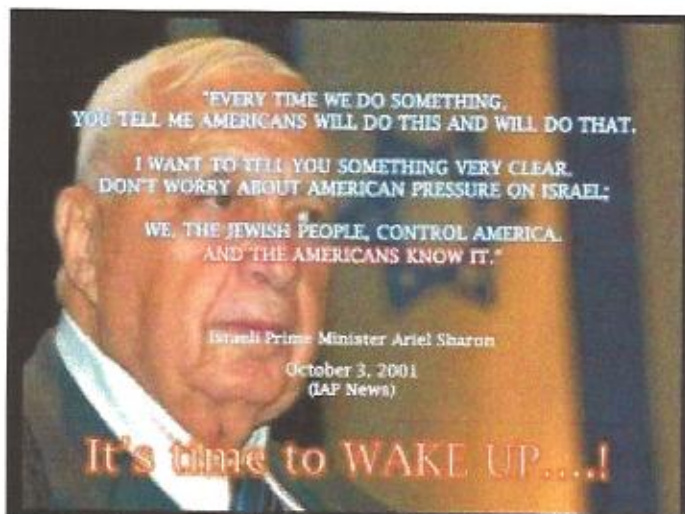 "EVERY TIME WE DO SOMETHING,
YOU TELL ME AMERICANS WILL DO THIS AND WILL DO THAT.
I WANT TO TELL YOU SOMETHING VERY CLEAR,
DON'T WORRY ABOUT AMERICAN PRESSURE ON ISRAEL;
WE, THE JEWISH PEOPLE, CONTROL AMERICA.
AND THE AMERICANS KNOW IT."
Israeli Prime Minister Ariel Sharon
October 3, 2001
(IAP News)
It's time to WAKE UP....!